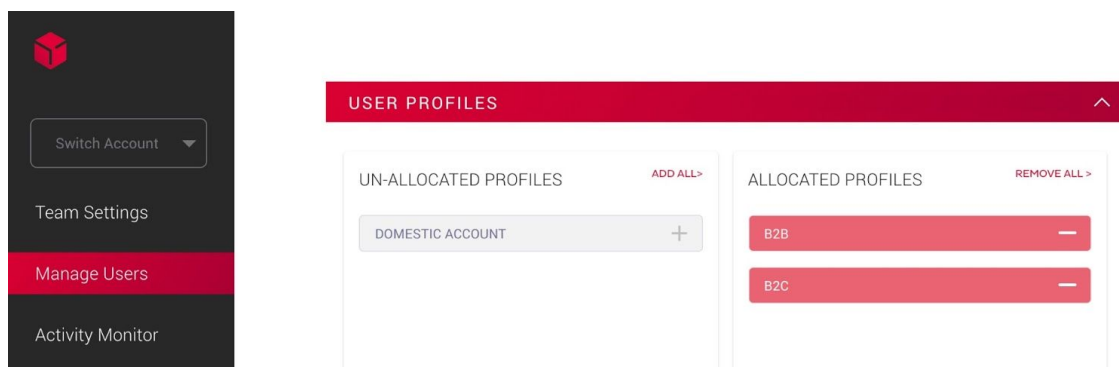 Switch Account
Team Settings
Manage Users
Activity Monitor
USER PROFILES
UN-ALLOCATED PROFILES
ADD ALL>
DOMESTIC ACCOUNT
ALLOCATED PROFILES
REMOVE ALL >
B2B
B2C